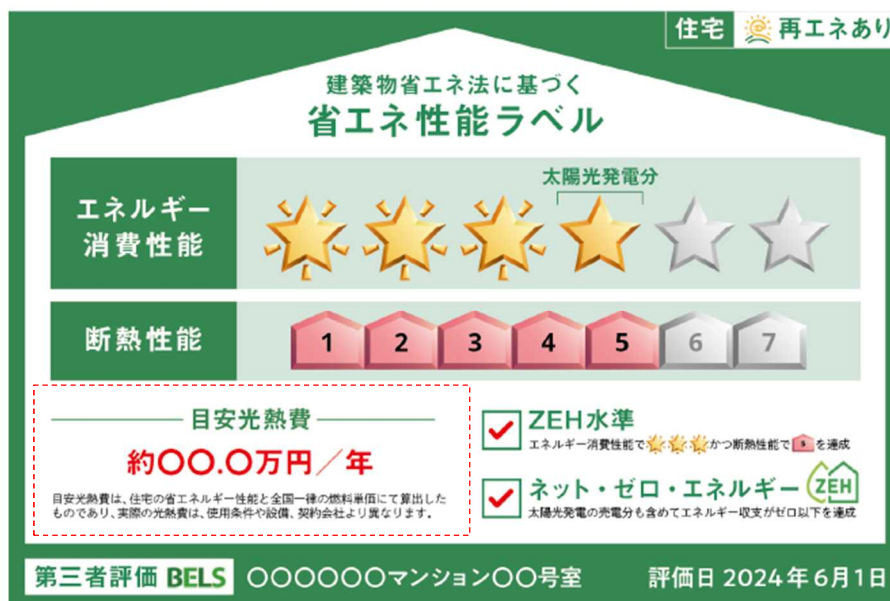 住宅 再エネあり
建築物省エネ法に基づく
省エネ性能ラベル
太陽光発電分
エネルギー
消費性能
断熱性能
1 2 3 4 5 6 7
目安光熱費
約〇〇.〇万円／年
目安光熱費は、住宅の省エネルギー性能と全国一律の燃料単価にて算出した
ものであり、実際の光熱費は、使用条件や設備、契約会社より異なります。
ZEH水準
エネルギー消費性能でかつ断熱性能で5を達成
ネット・ゼロ・エネルギー ZEH
太陽光発電の売電分も含めてエネルギー収支がゼロ以下を達成
第三者評価 BELS 〇〇〇〇〇〇マンション〇〇号室 評価日 2024年6月1日